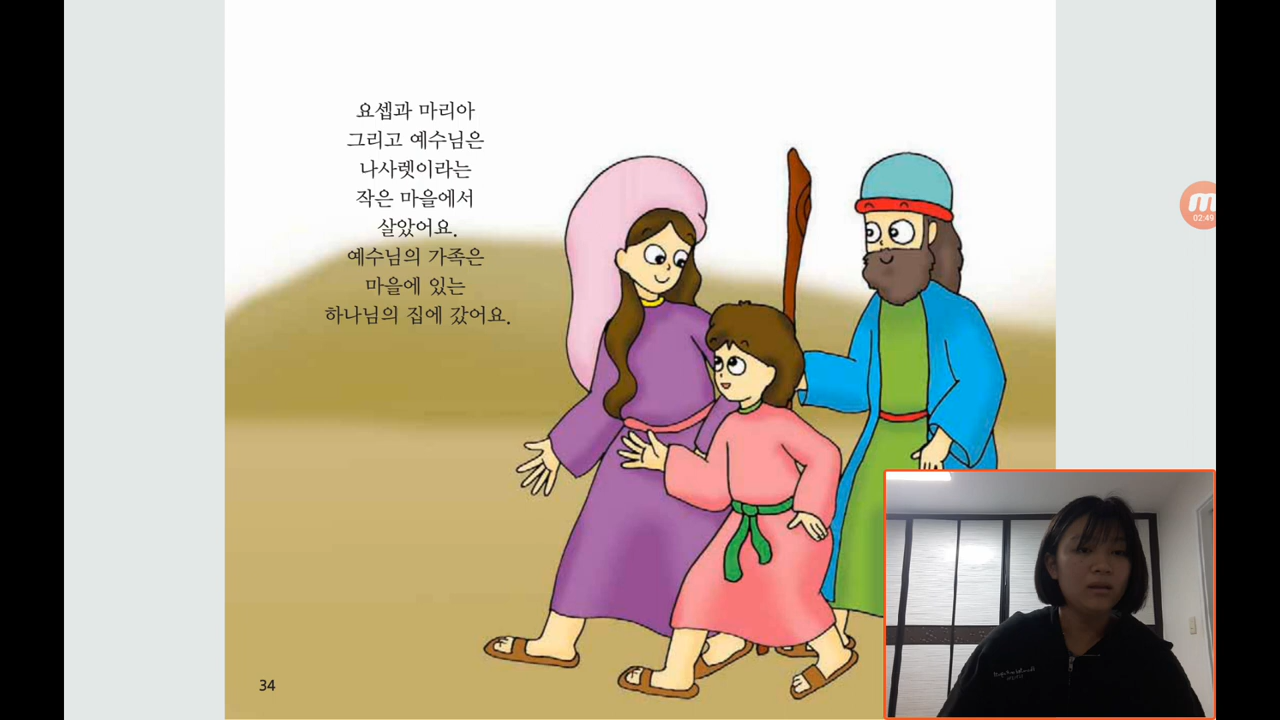 요셉과 마리아
그리고 예수님은
나사렛이라는
작은 마을에서
살았어요.
예수님의 가족은
마을에 있는
하나님의 집에 갔어요.
34
02:49